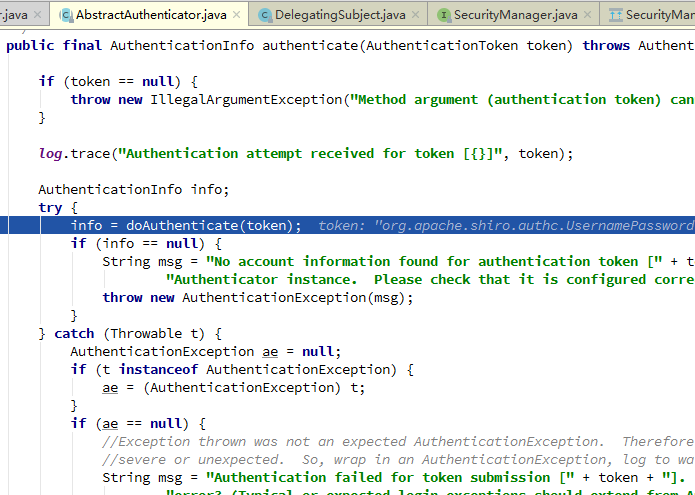 r.java × AbstractAuthenticator.java × DelegatingSubject.java × SecurityManager.java × SecurityMan
public final AuthenticationInfo authenticate(AuthenticationToken token) throws Authent
if (token == null) {
throw new IllegalArgumentException("Method argument (authentication token) can
}
log.trace("Authentication attempt received for token [{}]", token);
AuthenticationInfo info;
try {
info = doAuthenticate(token); token: "org.apache.shiro.authc.UsernamePassword
if (info == null) {
String msg = "No account information found for authentication token [" + t
"Authenticator instance.  Please check that it is configured corre
throw new AuthenticationException(msg);
}
} catch (Throwable t) {
AuthenticationException ae = null;
if (t instanceof AuthenticationException) {
ae = (AuthenticationException) t;
}
if (ae == null) {
//Exception thrown was not an expected AuthenticationException.  Therefore
//severe or unexpected.  So, wrap in an AuthenticationException, log to wa
String msg = "Authentication failed for token submission [" + token + "].
"error? (Typical or expected login exceptions should extend from A